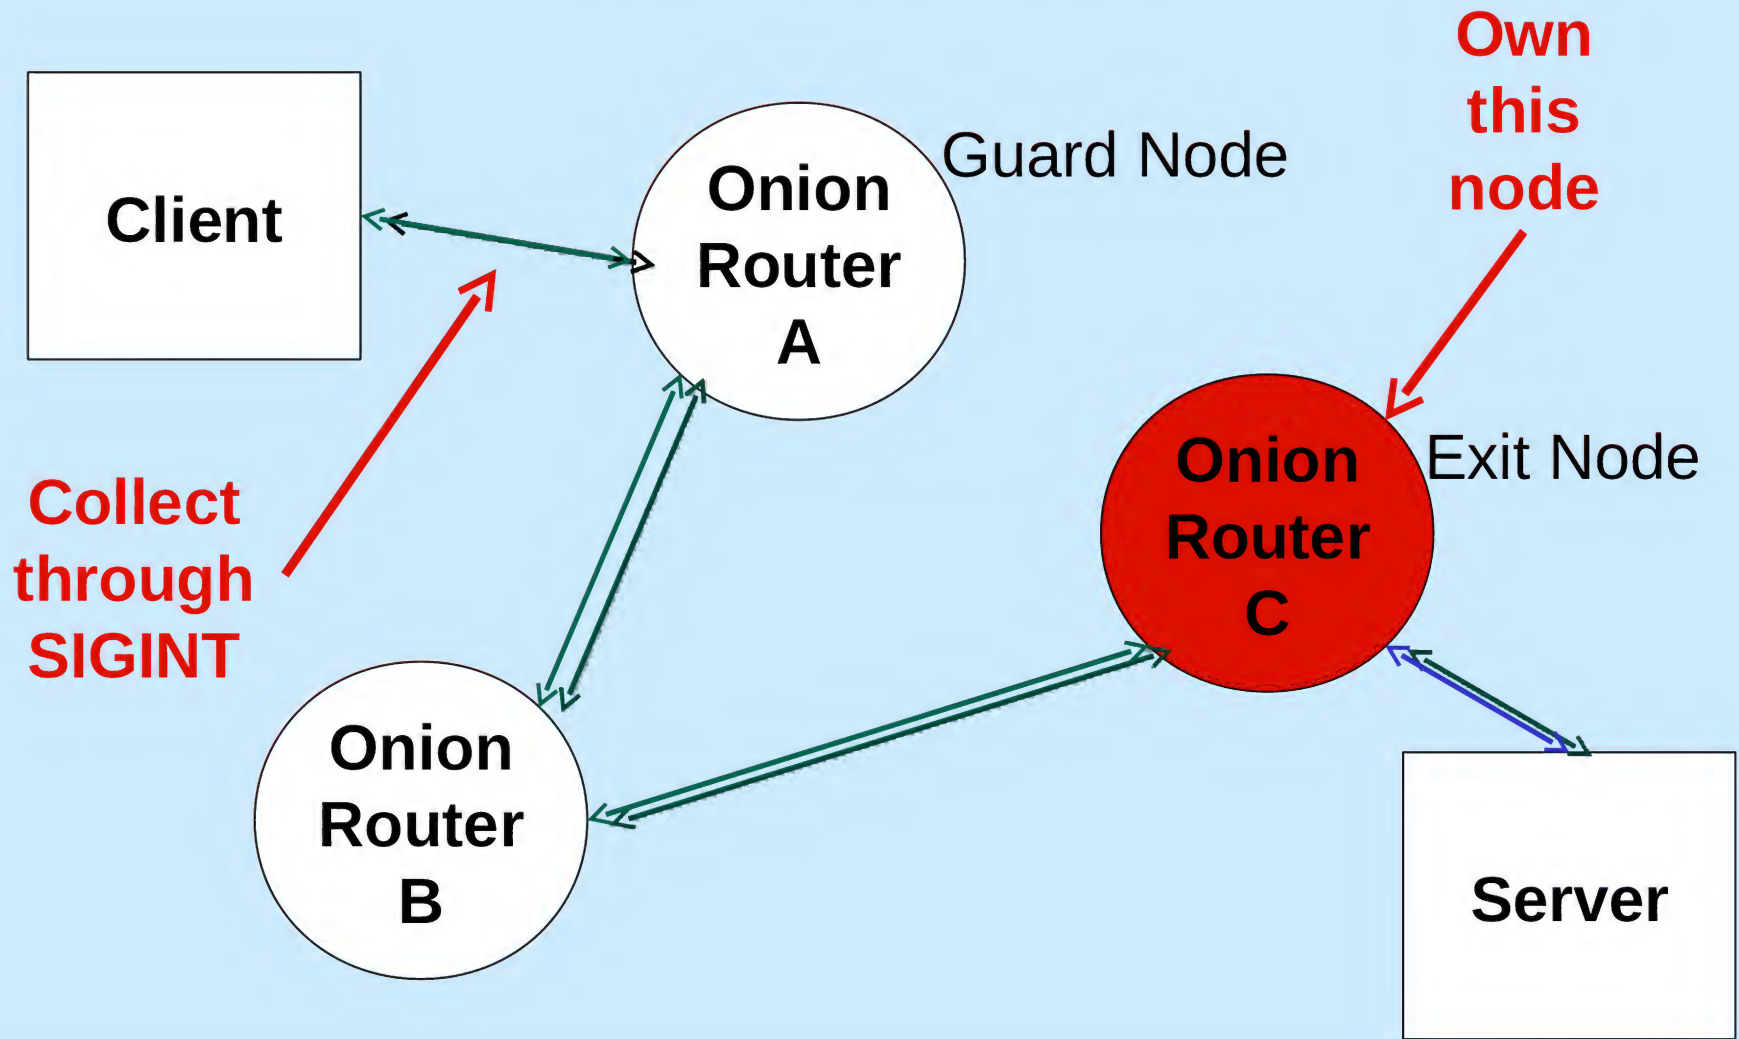 Own
this
node
Client
Onion
Router
A
Guard Node
Collect
through
SIGINT
Onion
Router
C
Exit Node
Onion
Router
B
Server